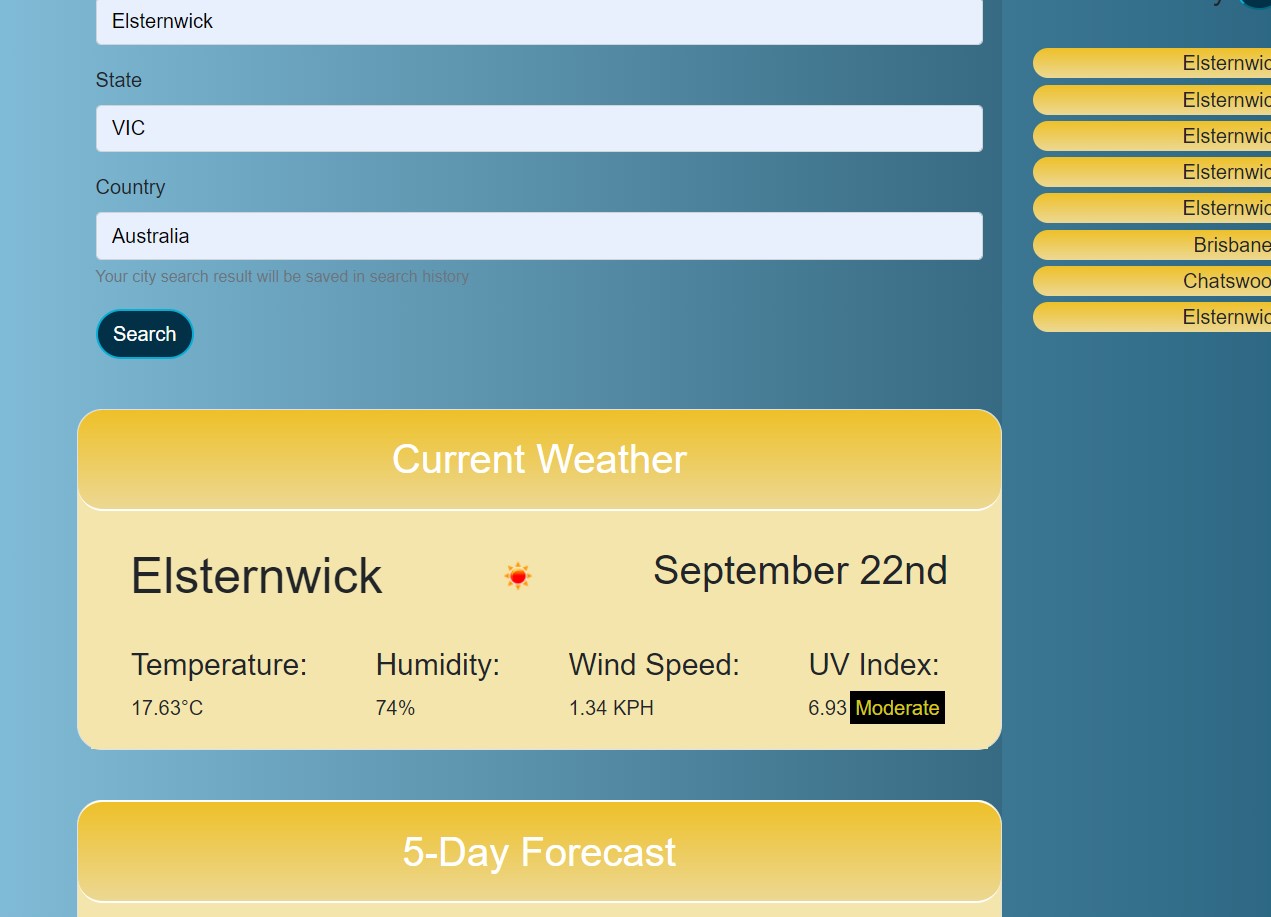 Elsternwick
State
VIC
Country
Australia
Your city search result will be saved in search history
Search
Current Weather
Elsternwick
September 22nd
Temperature:
Humidity:
Wind Speed:
UV Index:
17.63°C
74%
1.34 KPH
6.93 Moderate
5-Day Forecast
Elsternwic
Elsternwic
Elsternwic
Elsternwic
Elsternwic
Brisbane
Chatswoo
Elsternwic